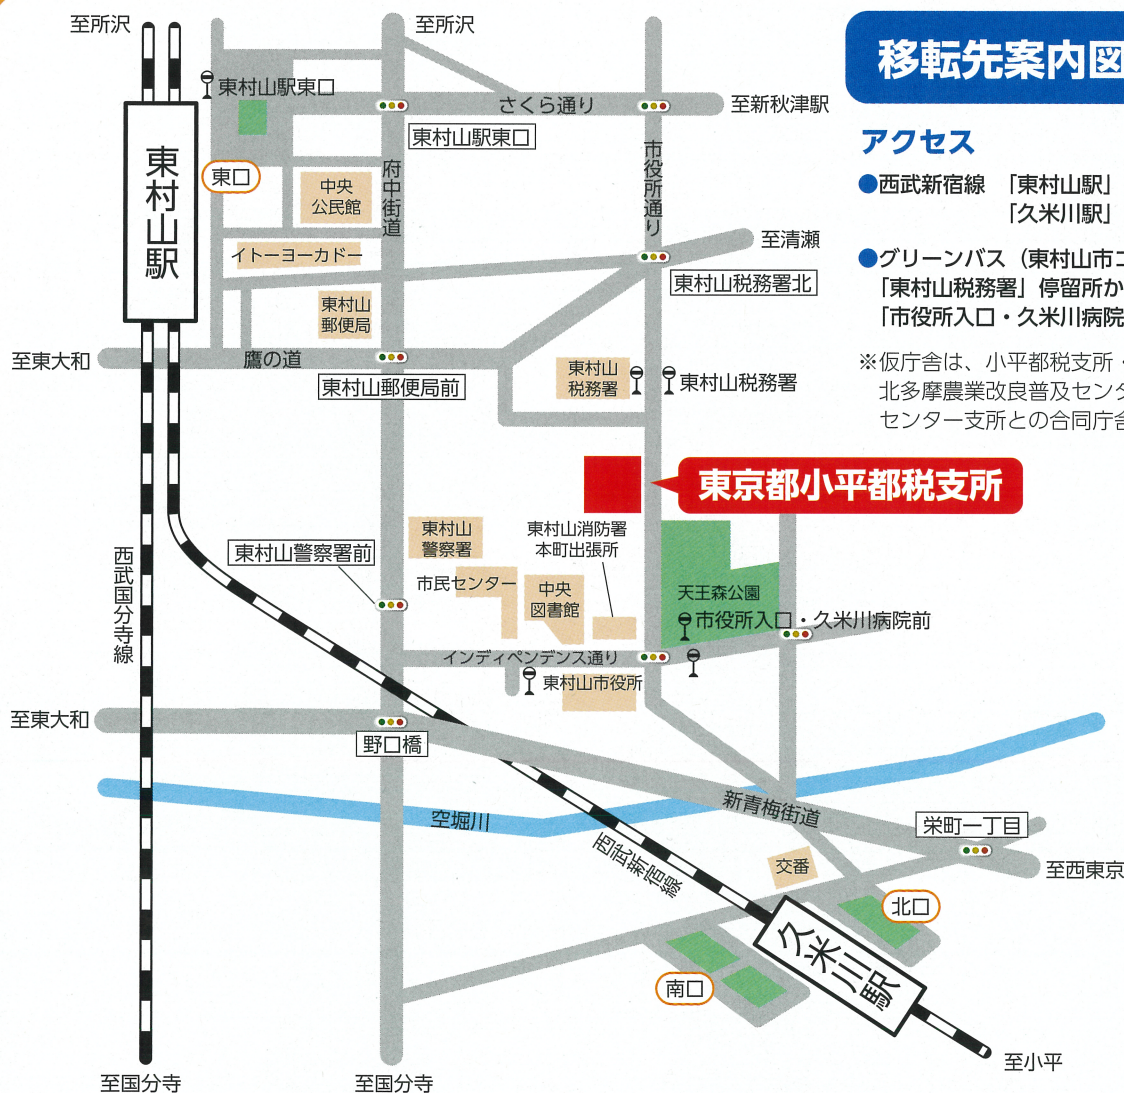 至所沢
至所沢
移転先案内図
東村山駅東口
さくら通り
至新秋津駅
東村山駅東口
アクセス
東村山駅
東口
中央
公民館
府中街道
市役所通り
●西武新宿線 「東村山駅」
「久米川駅」
イトーヨーカドー
至清瀬
東村山税務署北
●グリーンバス（東村山市コ
「東村山税務署」停留所か
「市役所入口・久米川病院
東村山
郵便局
至東大和
鷹の道
東村山郵便局前
東村山
税務署
東村山税務署
※仮庁舎は、小平都税支所・
北多摩農業改良普及センタ
センター支所との合同庁舎
東京都小平都税支所
東村山
警察署
東村山消防署
本町出張所
東村山警察署前
西武国分寺線
市民センター
中央
図書館
天王森公園
市役所入口・久米川病院前
インディペンデンス通り
東村山市役所
至東大和
野口橋
空堀川
新青梅街道
栄町一丁目
西武新宿線
交番
至西東京
北口
久米川駅
南口
至小平
至国分寺
至国分寺